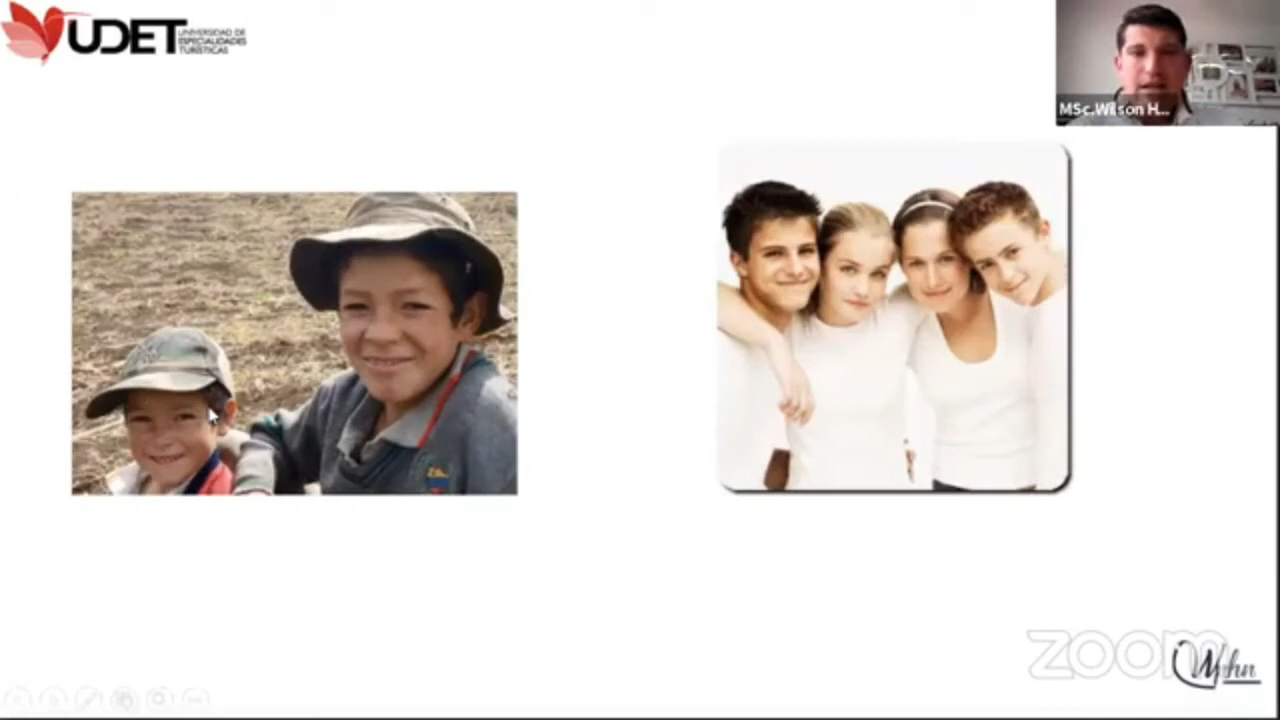 UDET
UNIVERSIDAD DE
ESPECIALIDADES
TURÍSTICAS
MSc.Wilson H...
zoom